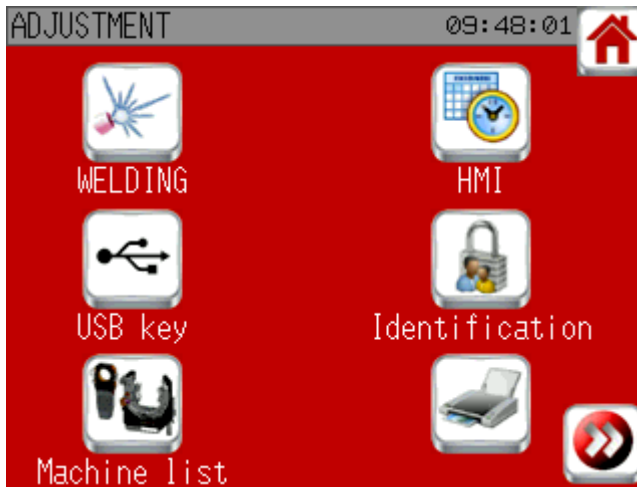 ADJUSTMENT 09:48:01
WELDING HMI
USB key Identification
Machine list